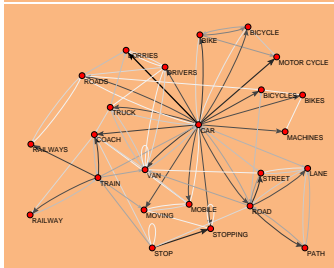 BICYCLE
BIKE
LORRIES
MOTOR CYCLE
DRIVERS
ROADS
BICYCLES
BIKES
TRUCK
CAR
COACH
MACHINES
RAILWAYS
VAN
STREET
LANE
TRAIN
MOBILE
ROAD
MOVING
RAILWAY
STOPPING
STOP
PATH